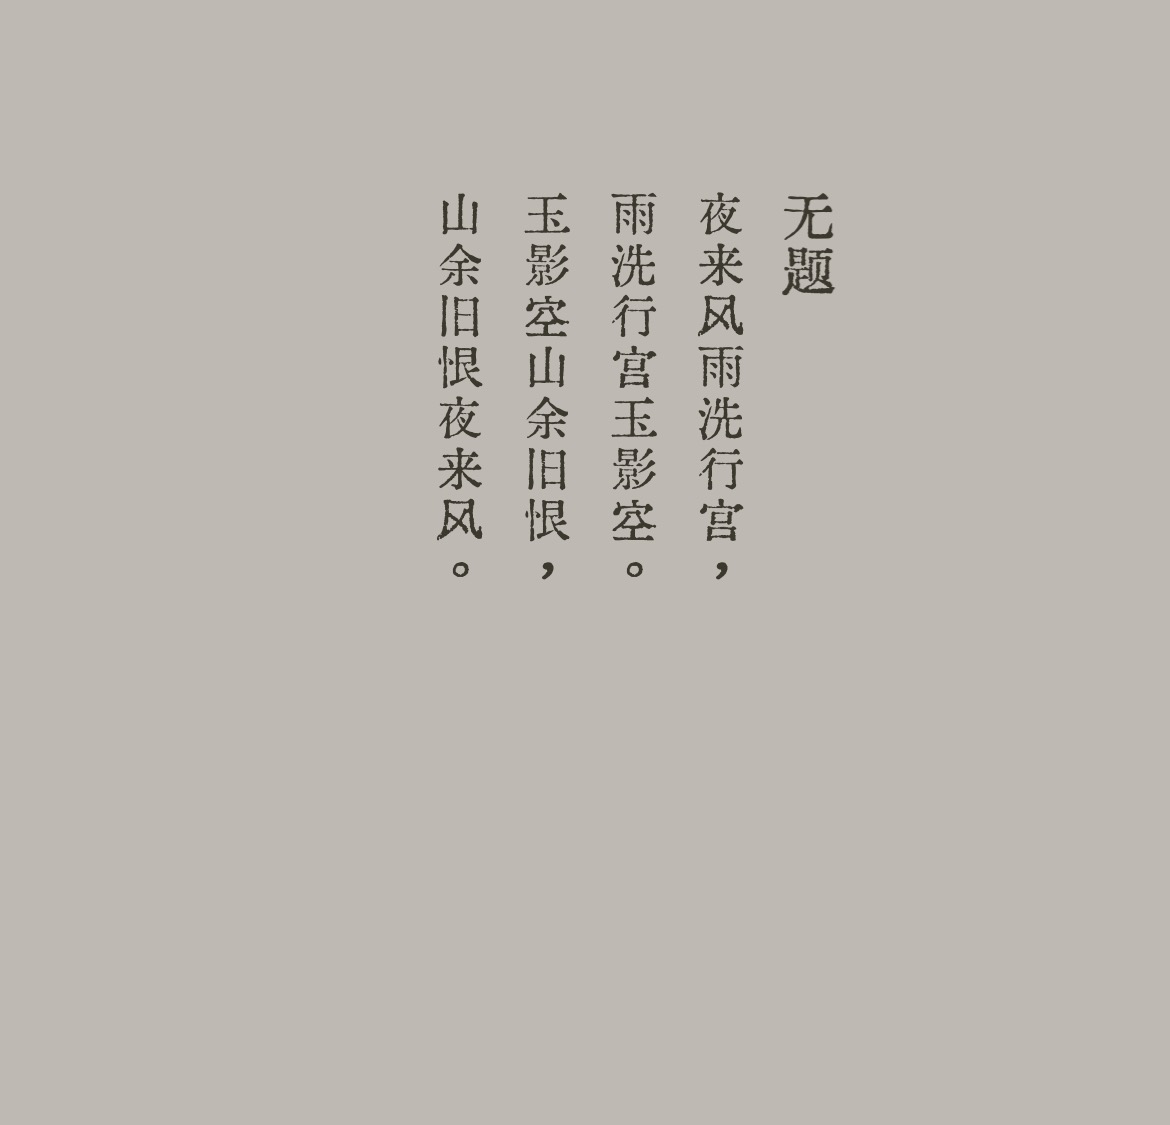 无题
夜来风雨洗行宫，
雨洗行宫玉影空。
玉影空山余旧恨，
山余旧恨夜来风。